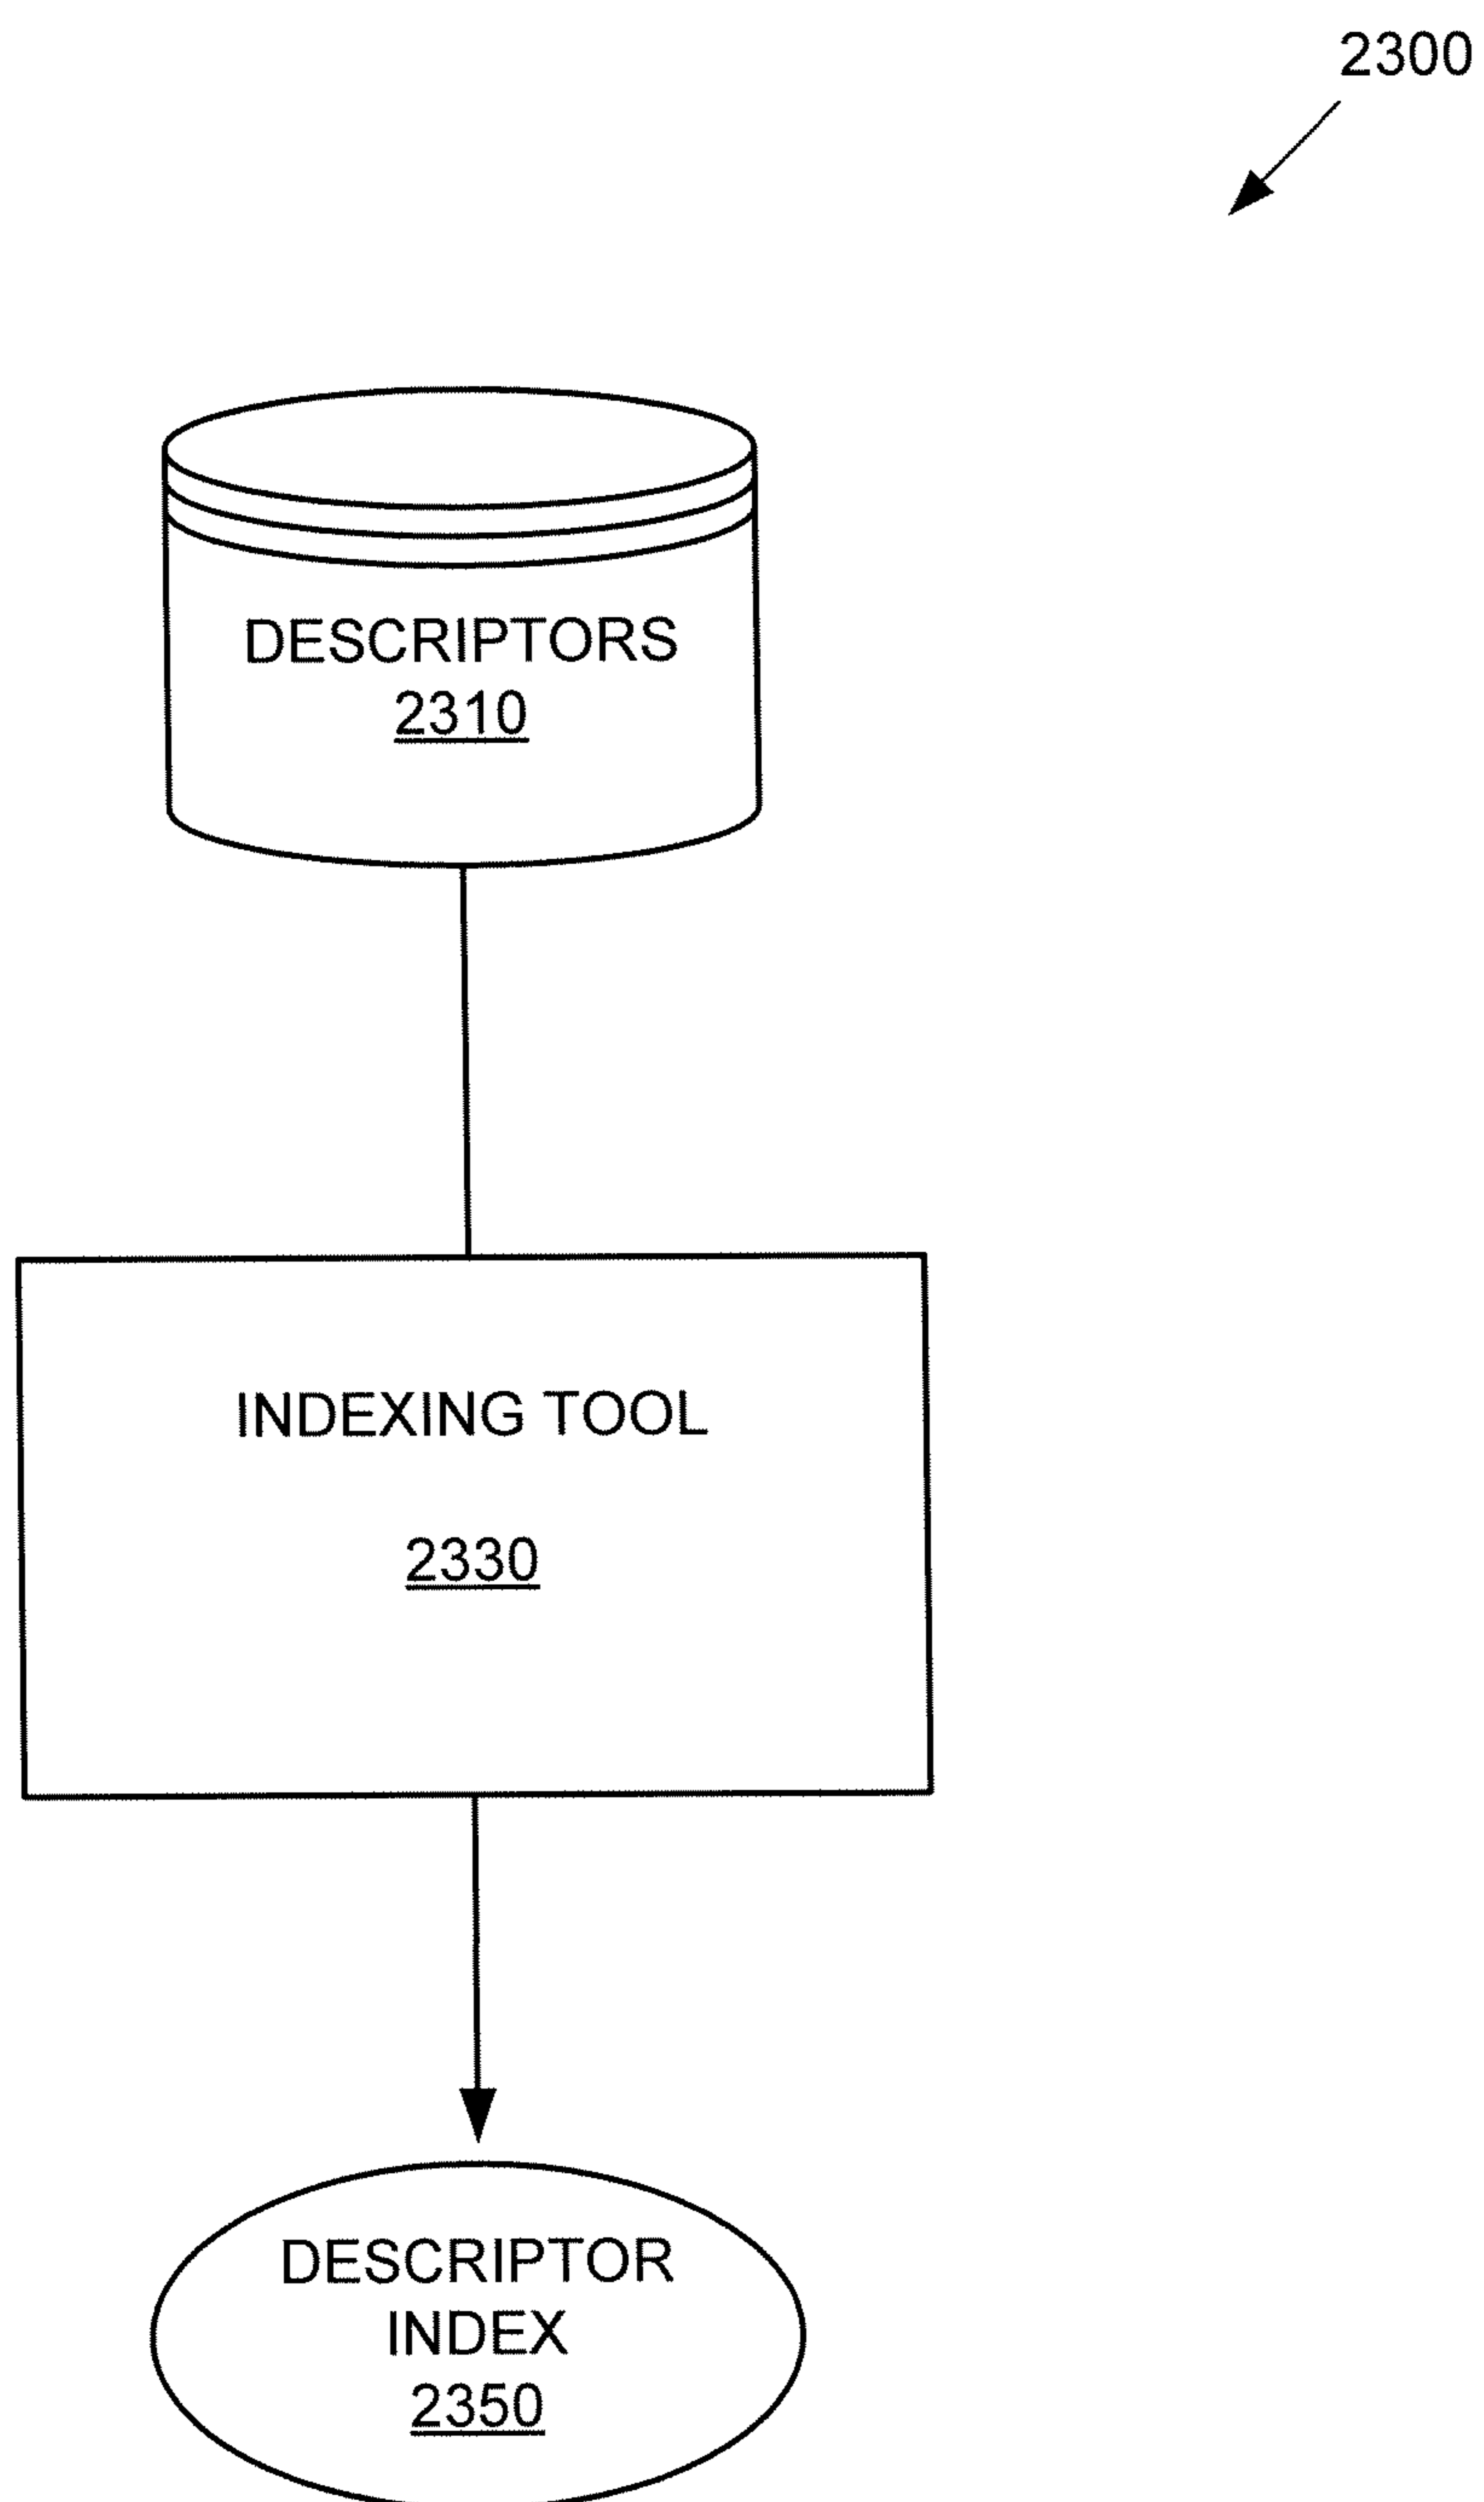 2300
DESCRIPTORS
2310
INDEXING TOOL
2330
DESCRIPTOR
INDEX
2350